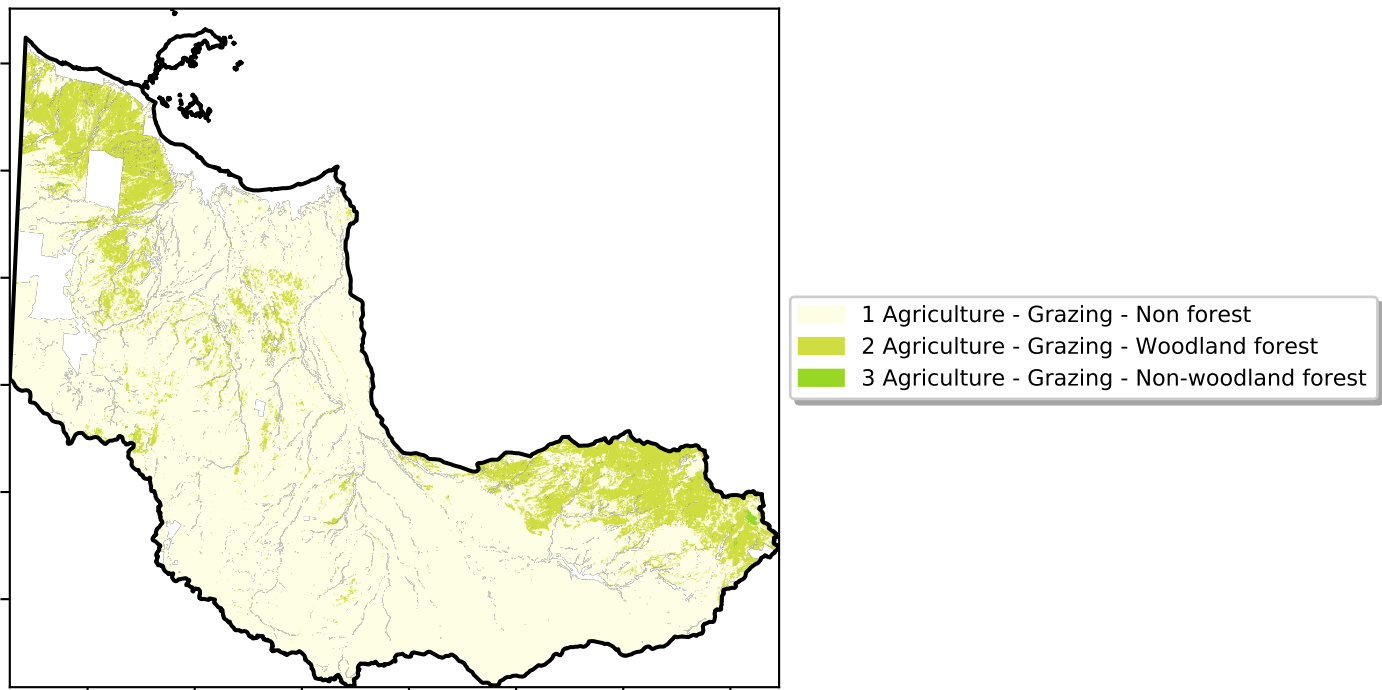 1 Agriculture - Grazing - Non forest
2 Agriculture - Grazing - Woodland forest
3 Agriculture - Grazing - Non-woodland forest